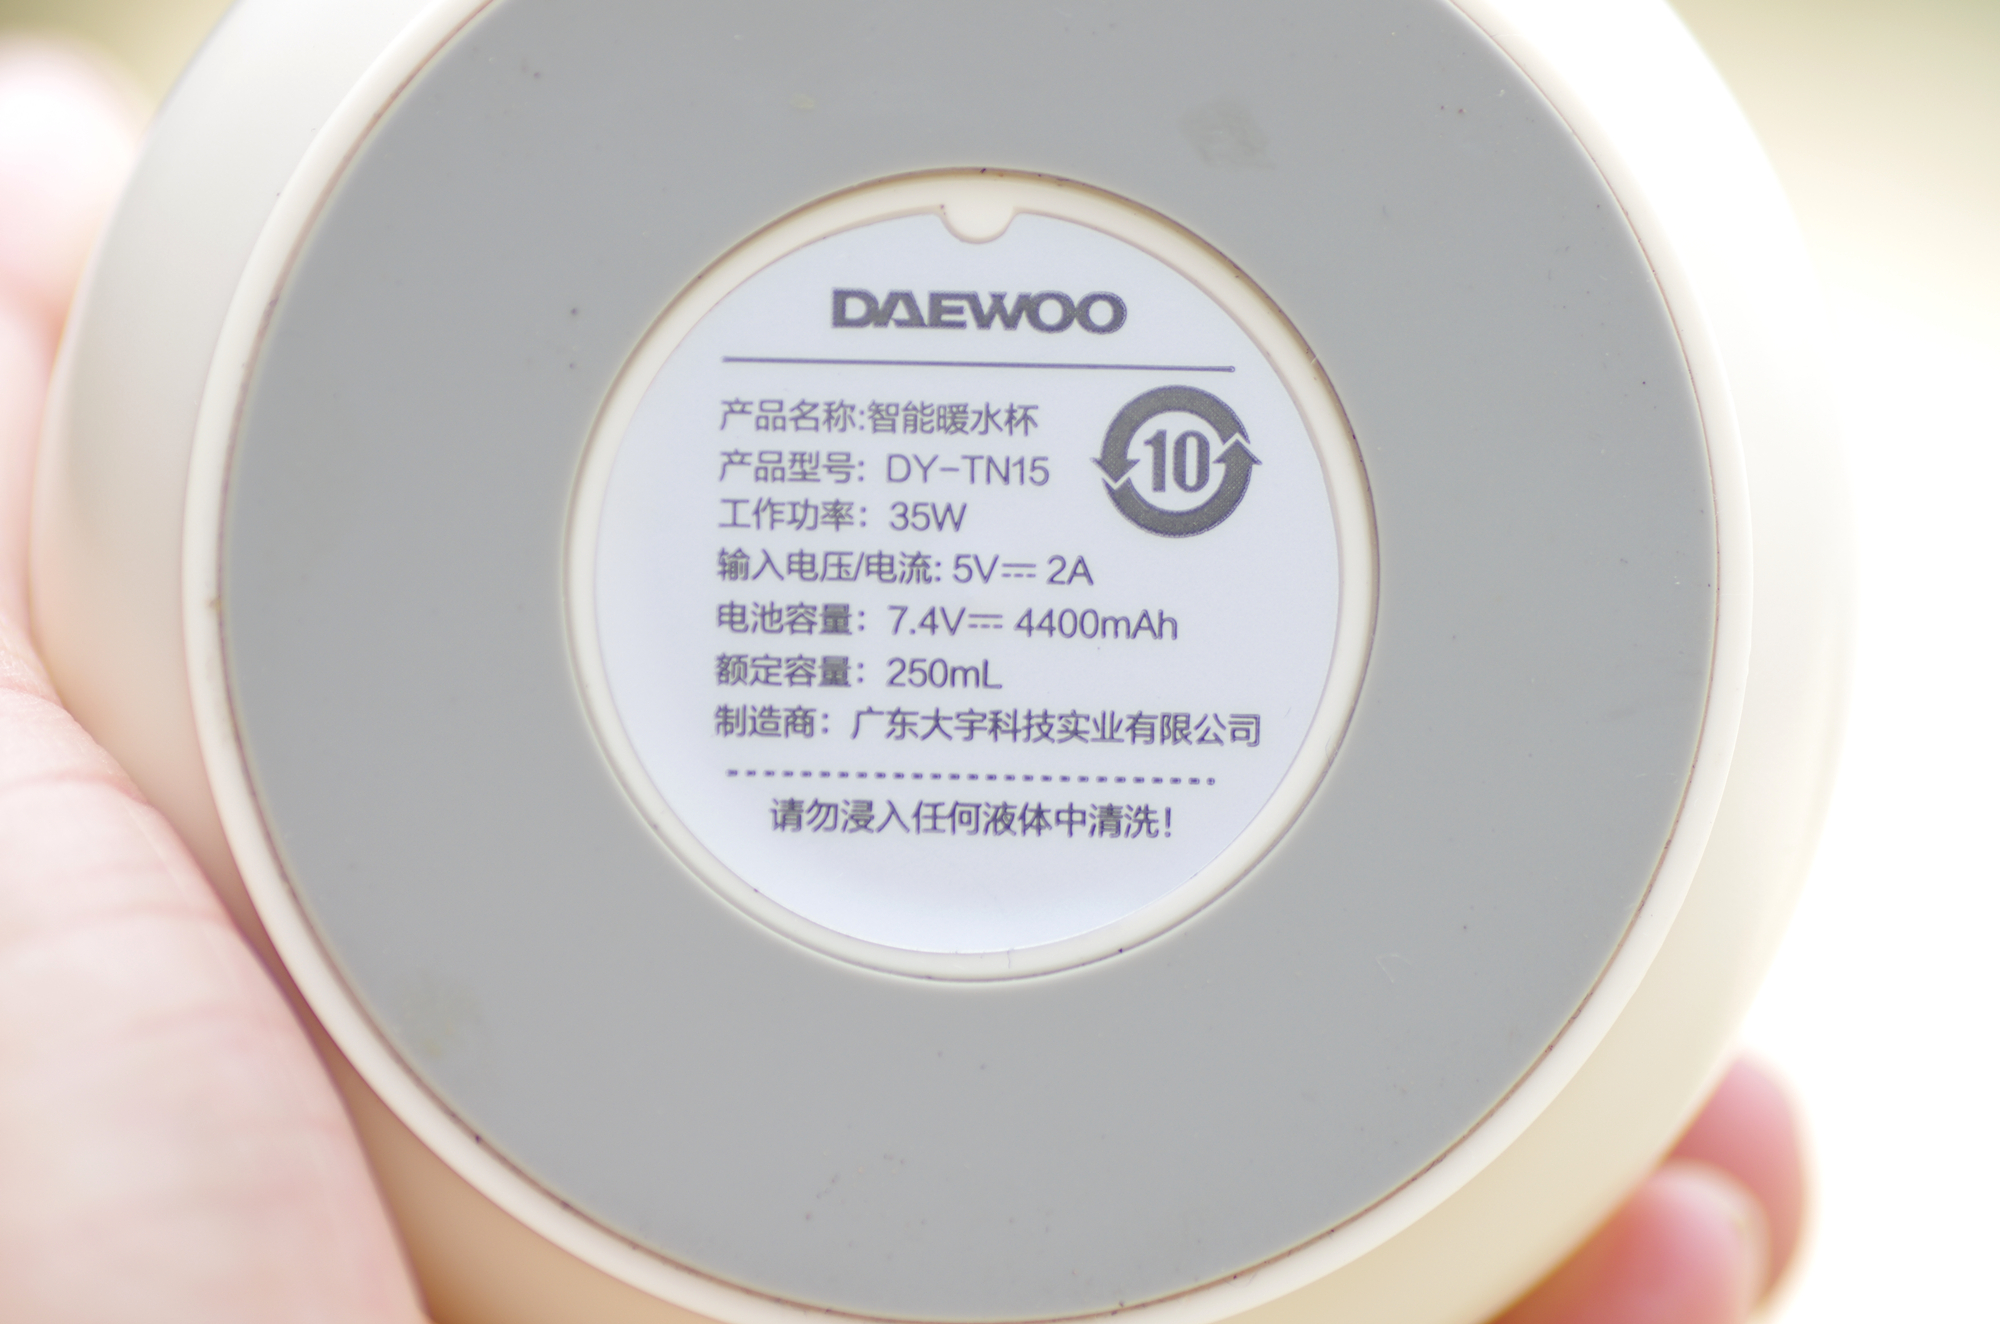 DAEWOO
产品名称:智能暖水杯
产品型号: DY-TN15
10
工作功率: 35W
输入电压/电流: 5V⎓2A
电池容量: 7.4V⎓4400mAh
额定容量: 250mL
制造商: 广东大宇科技实业有限公司
请勿浸入任何液体中清洗!